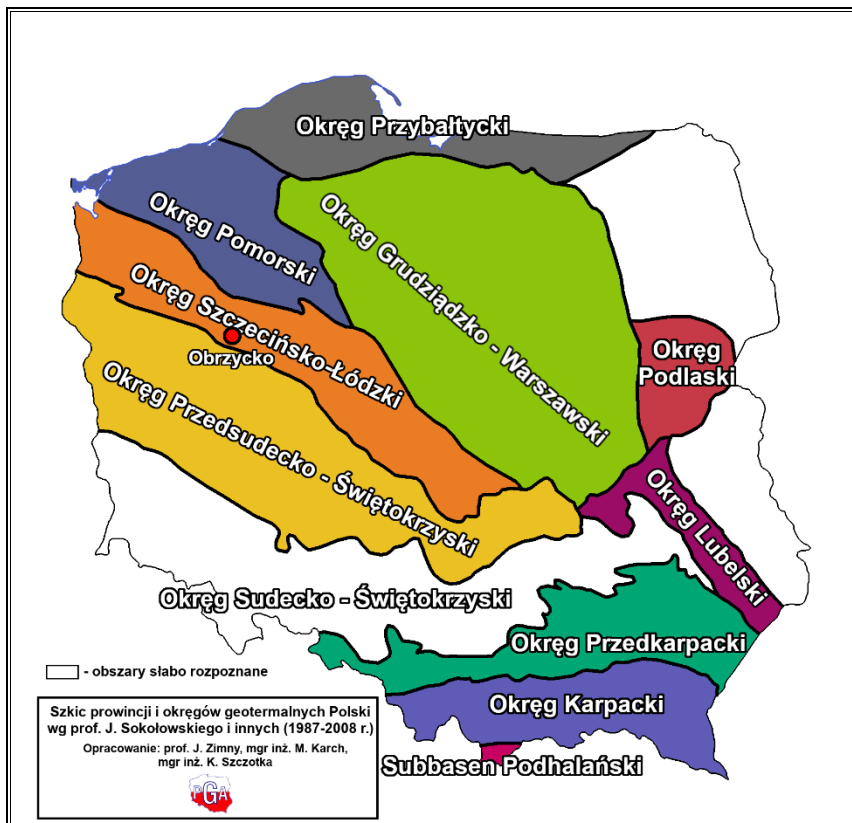 Okręg Przybałtycki
Okręg Pomorski
Okręg Grudziądzko - Warszawski
Okręg Szczecińsko-Łódzki
Obrzycko
Okręg Podlaski
Okręg Przedsudecko - Świętokrzyski
Okręg Lubelski
Okręg Sudecko - Świętokrzyski
Okręg Przedkarpacki
- obszary słabo rozpoznane
Okręg Karpacki
Subbasen Podhalański
Szkic prowincji i okręgów geotermalnych Polski
wg prof. J. Sokołowskiego i innych (1987-2008 r.)
Opracowanie: prof. J. Zimny, mgr inż. M. Karch,
mgr inż. K. Szczotka
PGA